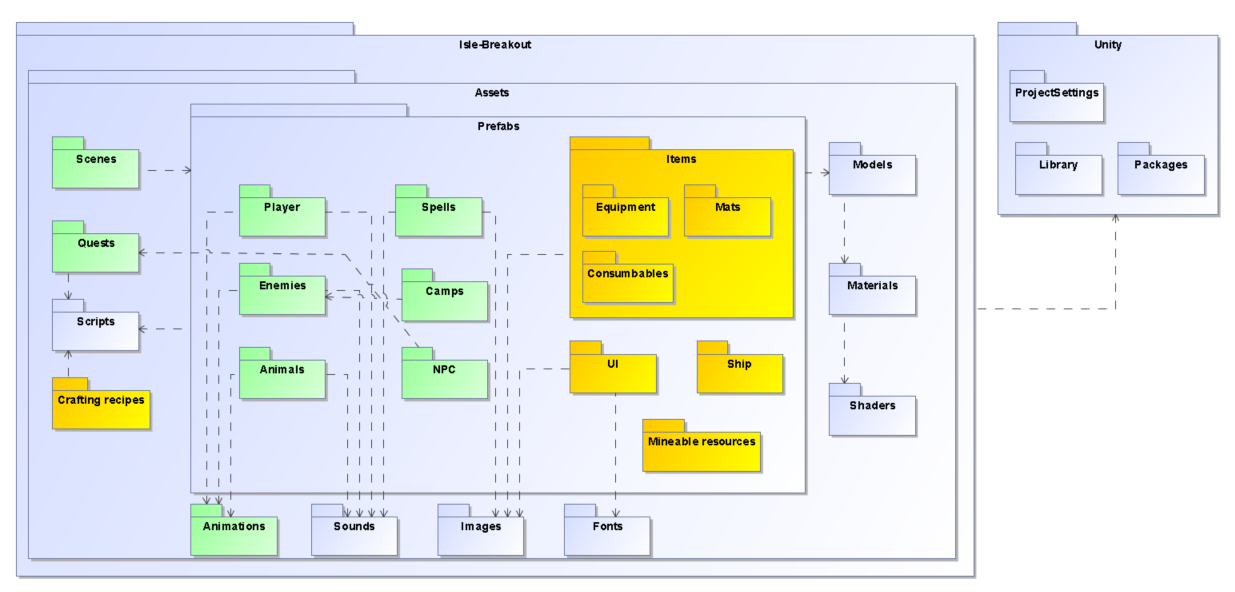 Isle-Breakout
Unity
Assets
ProjectSettings
Prefabs
Scenes
Items
Models
Library
Packages
Player
Spells
Equipment
Mats
Quests
Consumbables
Enemies
Camps
Materials
Scripts
Animals
NPC
UI
Ship
Crafting recipes
Shaders
Mineable resources
Animations
Sounds
Images
Fonts